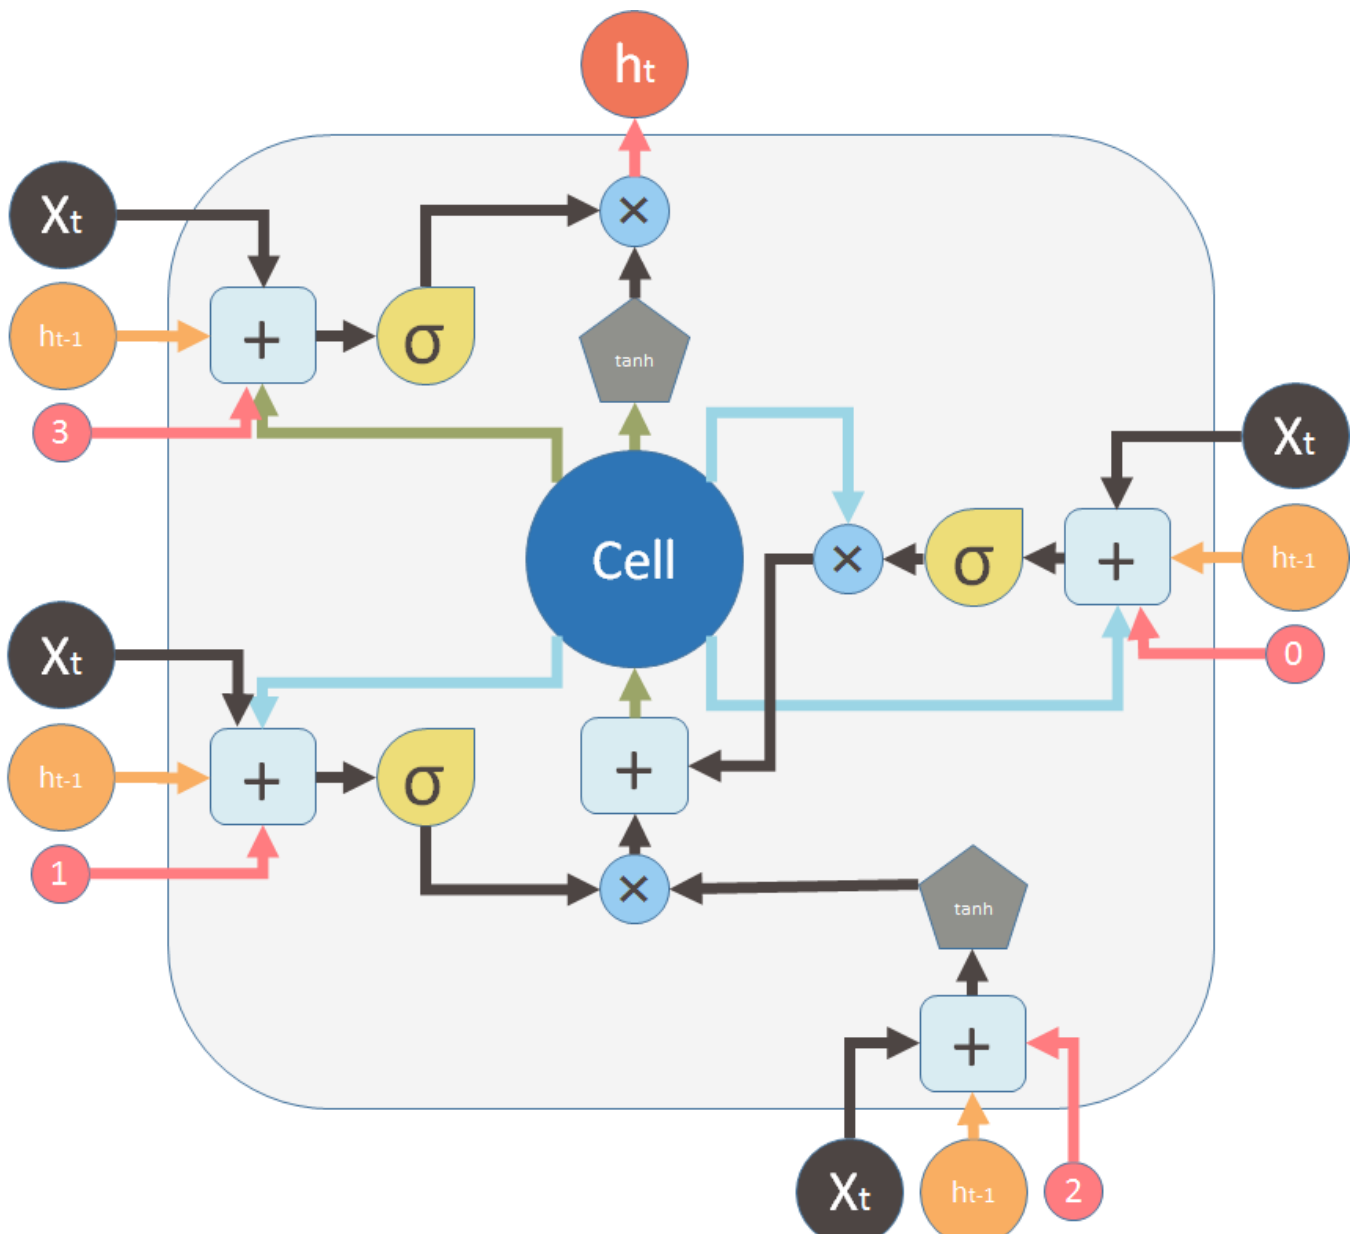 ht
Xt
×
ht-1
+
σ
tanh
3
Xt
Cell
×
σ
+
ht-1
0
Xt
ht-1
+
σ
+
1
×
tanh
+
Xt
ht-1
2